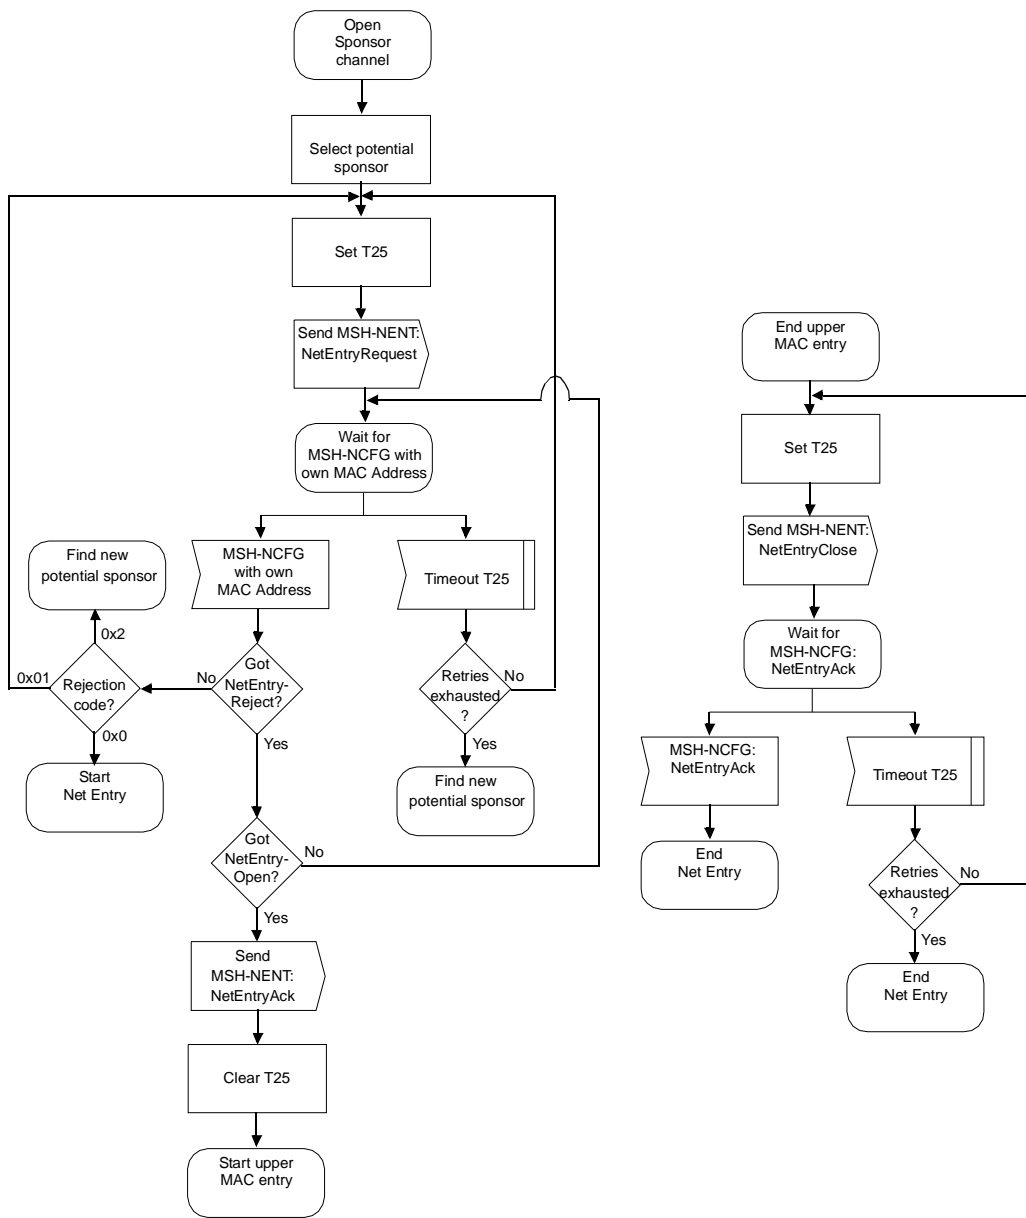 Open
Sponsor
channel
Select potential
sponsor
Set T25
Send MSH-NENT:
NetEntryRequest
Wait for
MSH-NCFG with
own MAC Address
MSH-NCFG
with own
MAC Address
Timeout T25
Find new
potential sponsor
0x2
0x01
Rejection
code?
0x0
Start
Net Entry
No
Got
NetEntry-
Reject?
Yes
Retries
exhausted
?
No
Yes
Find new
potential sponsor
Got
NetEntry-
Open?
No
Yes
Send
MSH-NENT:
NetEntryAck
Clear T25
Start upper
MAC entry
End upper
MAC entry
Set T25
Send MSH-NENT:
NetEntryClose
Wait for
MSH-NCFG:
NetEntryAck
MSH-NCFG:
NetEntryAck
Timeout T25
End
Net Entry
Retries
exhausted
?
No
Yes
End
Net Entry